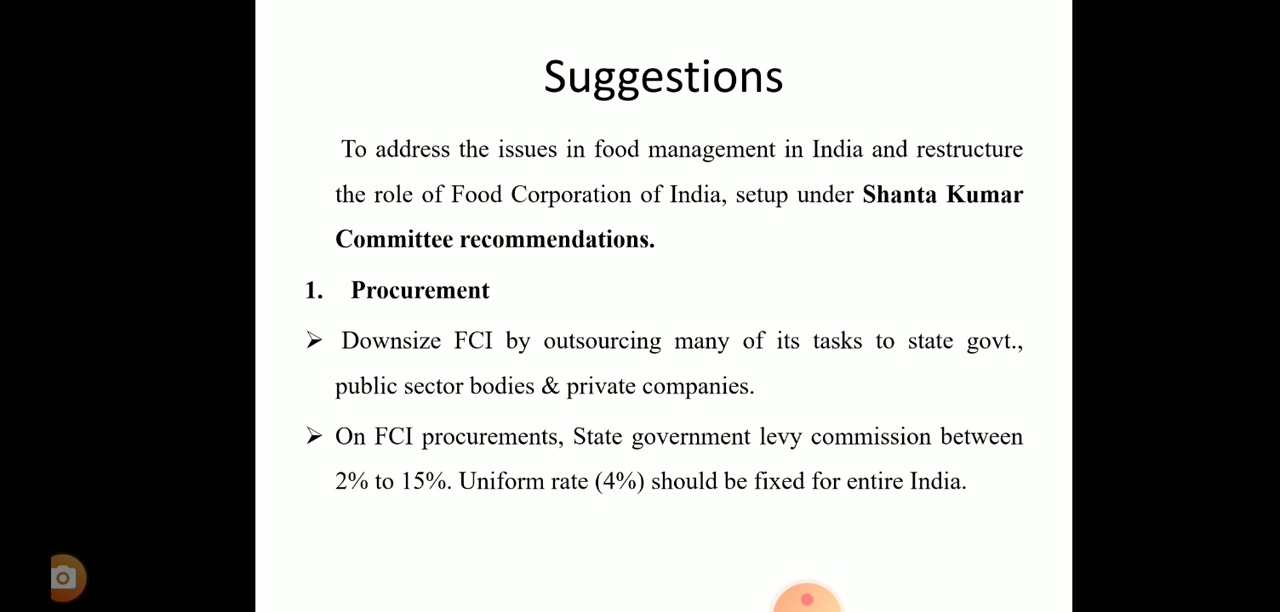 Suggestions
To address the issues in food management in India and restructure
the role of Food Corporation of India, setup under Shanta Kumar
Committee recommendations.
1. Procurement
➢ Downsize FCI by outsourcing many of its tasks to state govt.,
public sector bodies & private companies.
➢ On FCI procurements, State government levy commission between
2% to 15%. Uniform rate (4%) should be fixed for entire India.